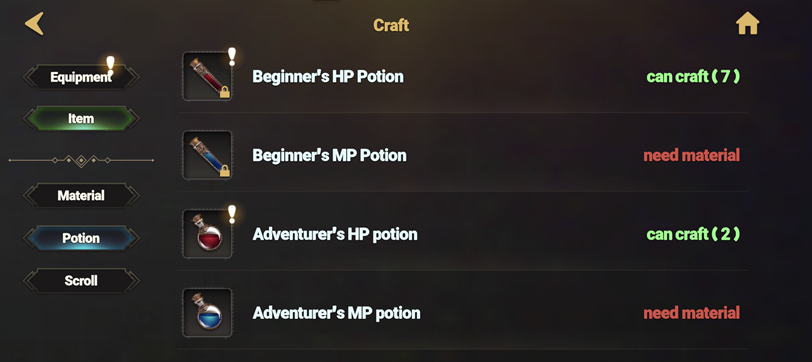 Craft
Equipment
Item
Material
Potion
Scroll
Beginner's HP Potion can craft ( 7 )
Beginner's MP Potion need material
Adventurer's HP potion can craft ( 2 )
Adventurer's MP potion need material